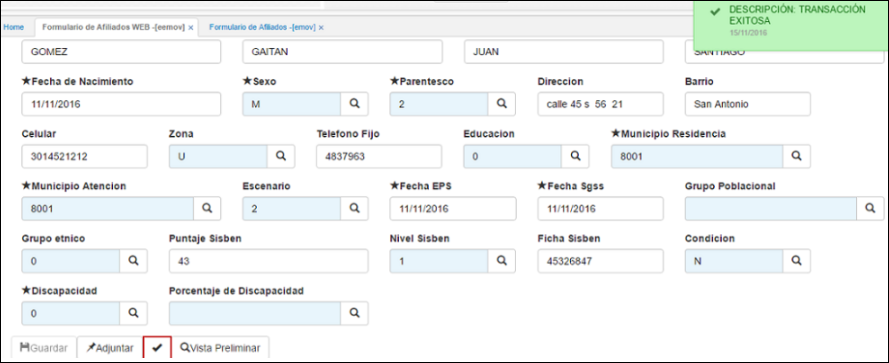 Home Formulario de Afiliados WEB -[eemov] x Formulario de Afiliados -[emov] x
DESCRIPCIÓN: TRANSACCIÓN
EXITOSA
15/11/2016
GOMEZ GAITAN JUAN SANTIAGO
★Fecha de Nacimiento ★Sexo ★Parentesco Direccion Barrio
11/11/2016 M 2 calle 45 s 56 21 San Antonio
Celular Zona Telefono Fijo Educacion ★Municipio Residencia
3014521212 U 4837963 0 8001
★Municipio Atencion Escenario ★Fecha EPS ★Fecha Sgss Grupo Poblacional
8001 2 11/11/2016 11/11/2016
Grupo etnico Puntaje Sisben Nivel Sisben Ficha Sisben Condicion
0 43 1 45326847 N
★Discapacidad Porcentaje de Discapacidad
0
Guardar Adjuntar Vista Preliminar